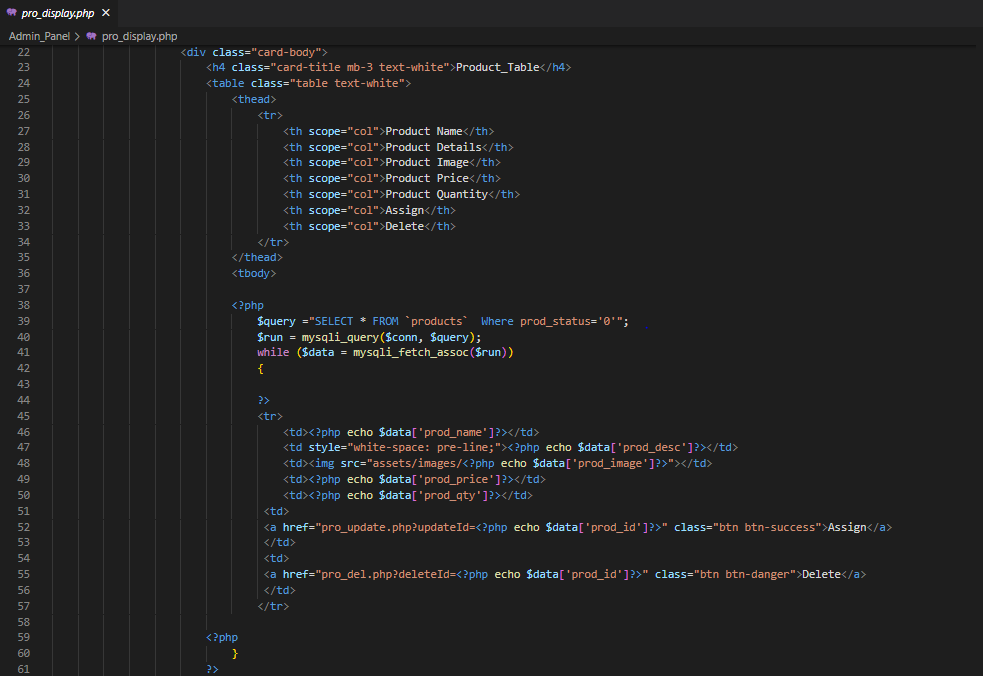 pro_display.php ×
Admin_Panel > pro_display.php
22 <div class="card-body">
23 <h4 class="card-title mb-3 text-white">Product_Table</h4>
24 <table class="table text-white">
25 <thead>
26 <tr>
27 <th scope="col">Product Name</th>
28 <th scope="col">Product Details</th>
29 <th scope="col">Product Image</th>
30 <th scope="col">Product Price</th>
31 <th scope="col">Product Quantity</th>
32 <th scope="col">Assign</th>
33 <th scope="col">Delete</th>
34 </tr>
35 </thead>
36 <tbody>
37
38 <?php
39 $query ="SELECT * FROM `products`  Where prod_status='0'";
40 $run = mysqli_query($conn, $query);
41 while ($data = mysqli_fetch_assoc($run))
42 {
43
44 ?>
45 <tr>
46 <td><?php echo $data['prod_name']?></td>
47 <td style="white-space: pre-line;"><?php echo $data['prod_desc']?></td>
48 <td><img src="assets/images/<?php echo $data['prod_image']?>"></td>
49 <td><?php echo $data['prod_price']?></td>
50 <td><?php echo $data['prod_qty']?></td>
51 <td>
52 <a href="pro_update.php?updateId=<?php echo $data['prod_id']?>" class="btn btn-success">Assign</a>
53 </td>
54 <td>
55 <a href="pro_del.php?deleteId=<?php echo $data['prod_id']?>" class="btn btn-danger">Delete</a>
56 </td>
57 </tr>
58
59 <?php
60 }
61 ?>